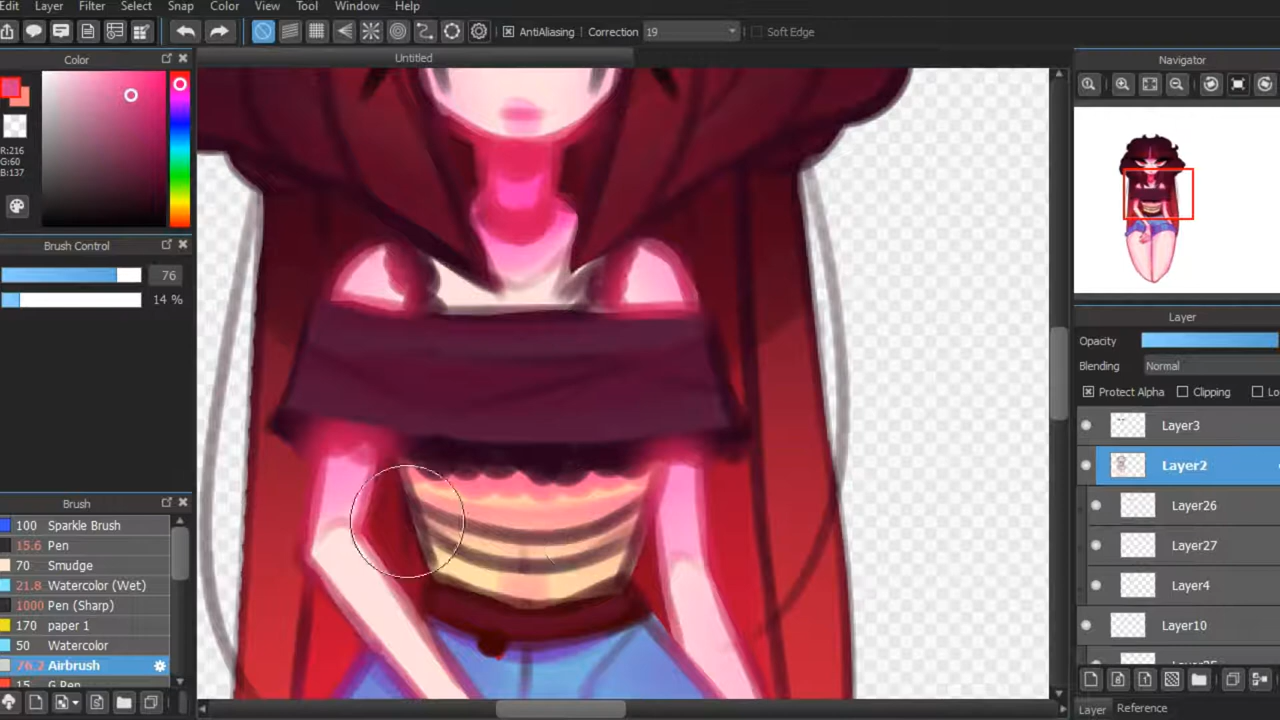 Edit Layer Filter Select Snap Color View Tool Window Help
AntiAliasing Correction 19 Soft Edge
Color
Untitled
Navigator
R:216
G:60
B:137
Brush Control
76
14 %
Layer
Opacity
Blending Normal
Protect Alpha Clipping Lo
Layer3
Layer2
Layer26
Layer27
Layer4
Layer10
Brush
100 Sparkle Brush
15.6 Pen
70 Smudge
21.8 Watercolor (Wet)
1000 Pen (Sharp)
170 paper 1
50 Watercolor
76.2 Airbrush
15 G Pen
Layer Reference